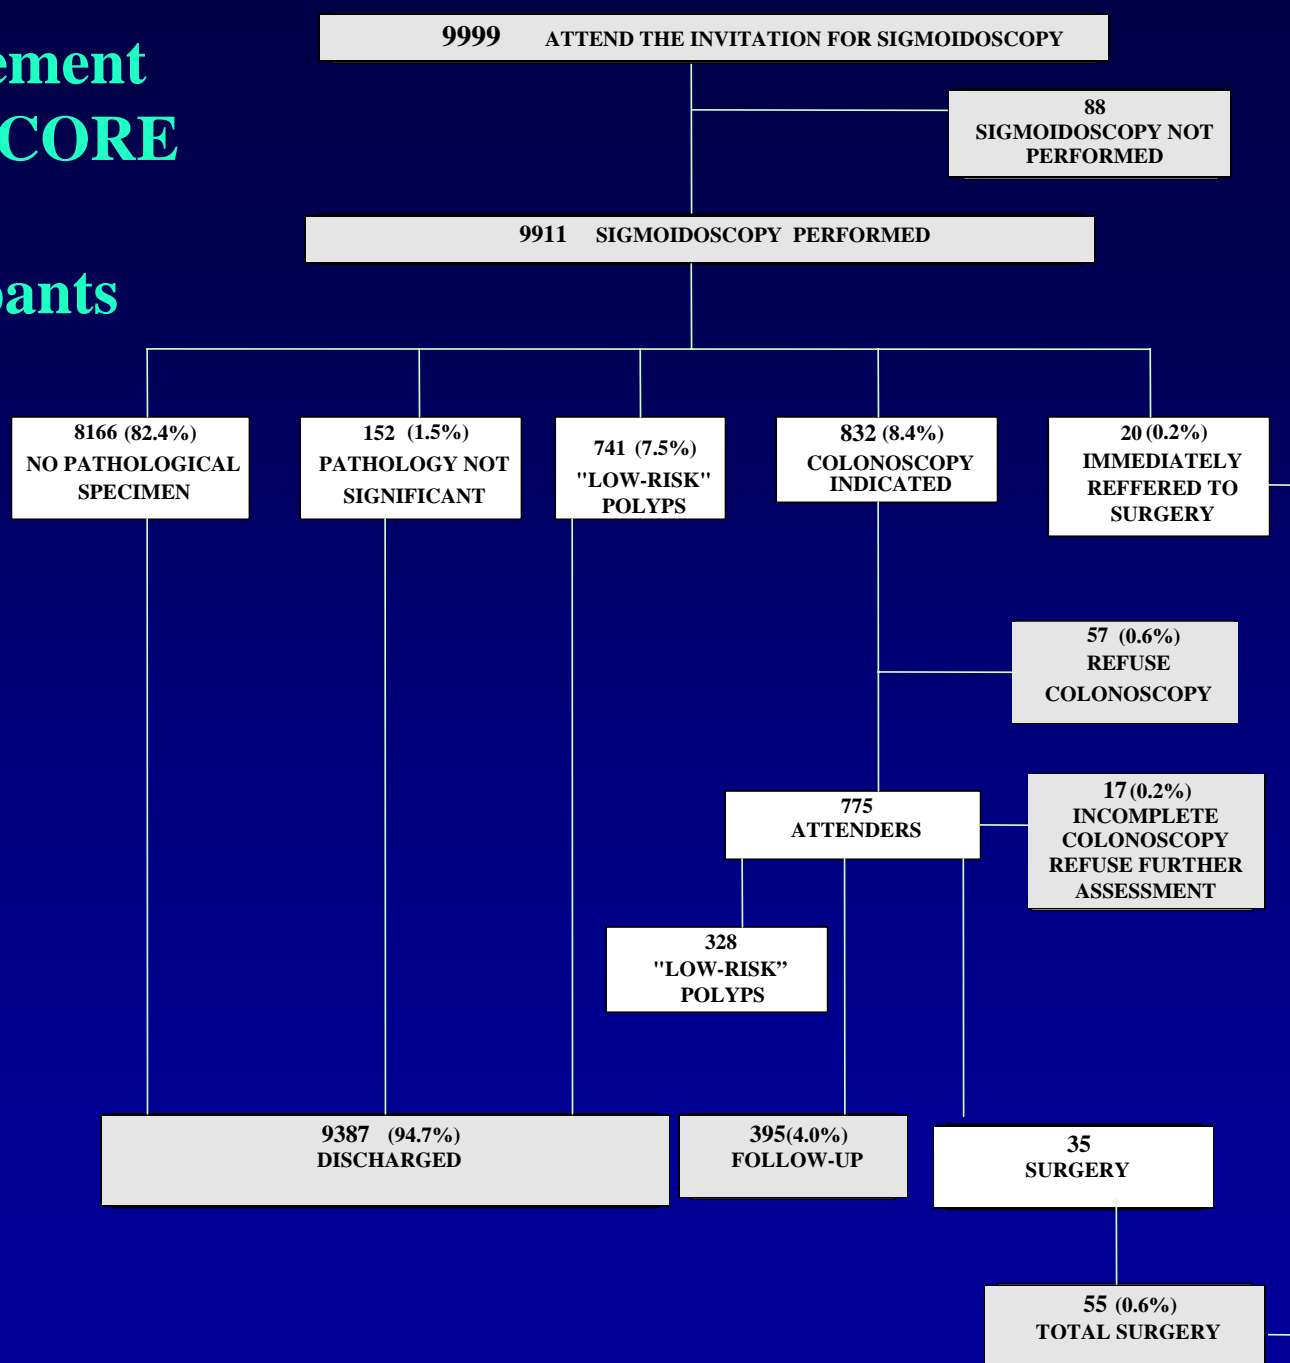 ement
CORE
pants
9999 ATTEND THE INVITATION FOR SIGMOIDOSCOPY
88
SIGMOIDOSCOPY NOT
PERFORMED
9911 SIGMOIDOSCOPY PERFORMED
8166 (82.4%)
NO PATHOLOGICAL
SPECIMEN
152 (1.5%)
PATHOLOGY NOT
SIGNIFICANT
741 (7.5%)
"LOW-RISK"
POLYPS
832 (8.4%)
COLONOSCOPY
INDICATED
20 (0.2%)
IMMEDIATELY
REFFERED TO
SURGERY
57 (0.6%)
REFUSE
COLONOSCOPY
775
ATTENDERS
17 (0.2%)
INCOMPLETE
COLONOSCOPY
REFUSE FURTHER
ASSESSMENT
328
"LOW-RISK”
POLYPS
9387 (94.7%)
DISCHARGED
395(4.0%)
FOLLOW-UP
35
SURGERY
55 (0.6%)
TOTAL SURGERY